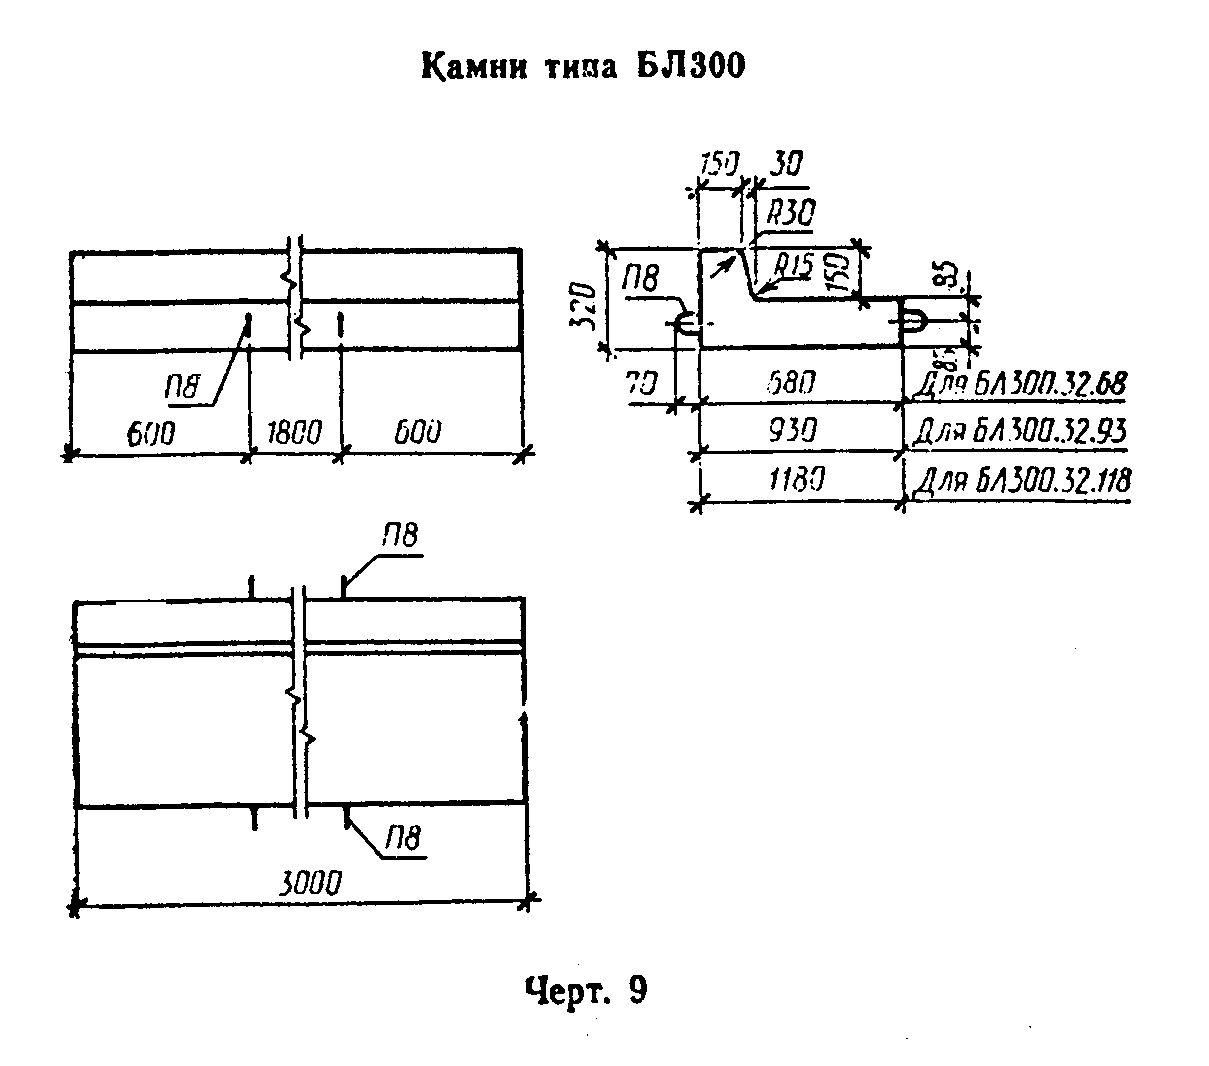 Камни типа БЛ300
150 30
R30
R15
150
П8
320
85
85
П8
70
680 Для БЛ300.32.68
600 1800 600
930 Для БЛ300.32.93
1180 Для БЛ300.32.118
П8
П8
3000
Черт. 9